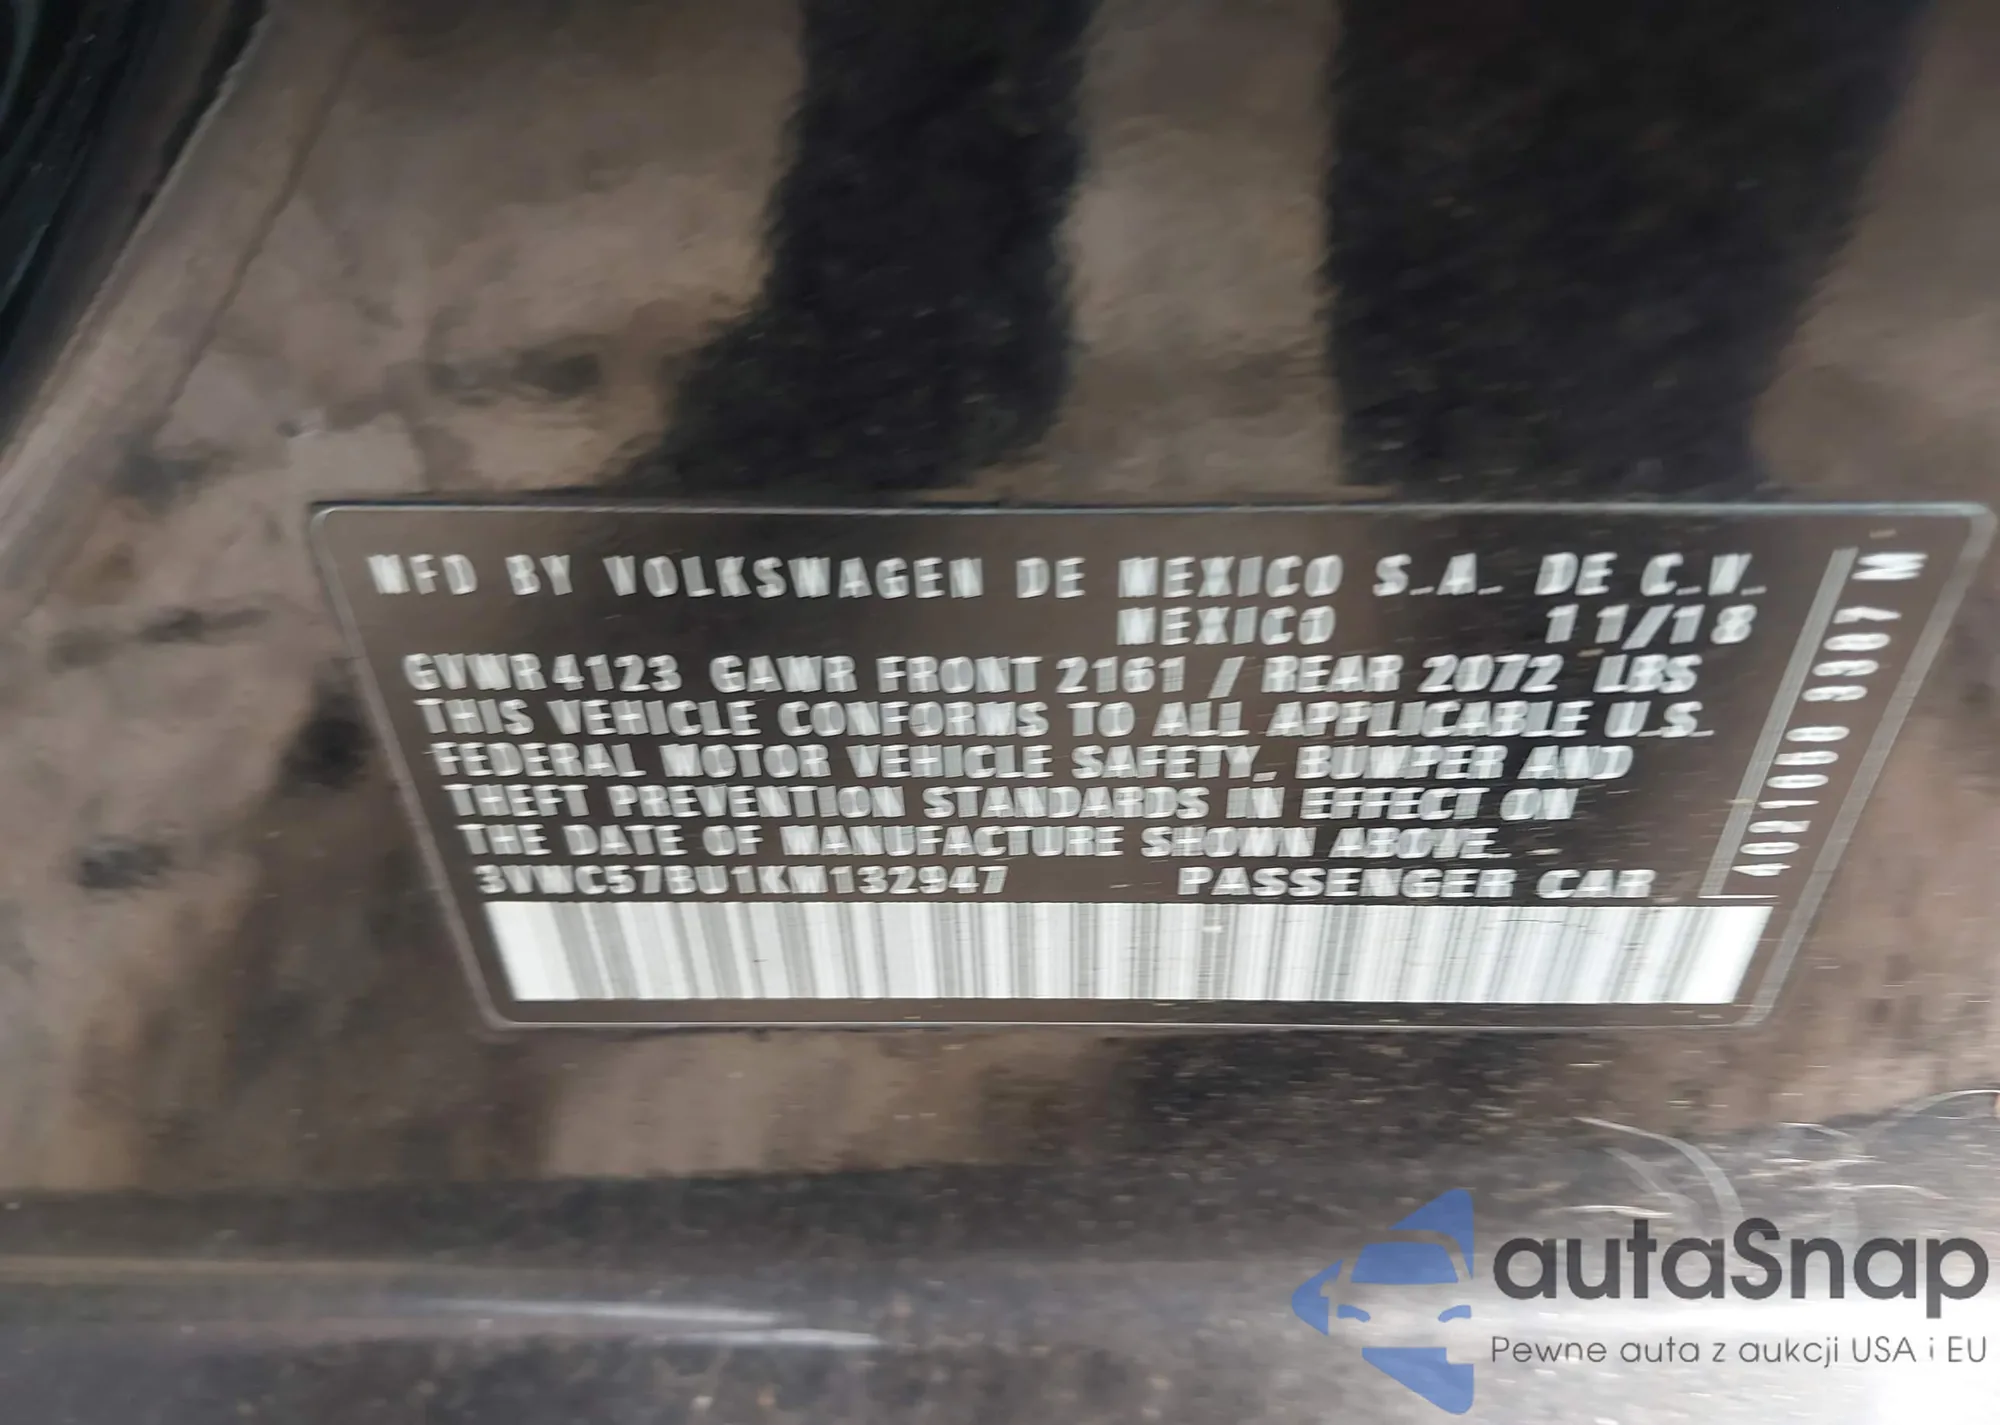 MFD BY VOLKSWAGEN DE MEXICO S.A. DE C.V.
MEXICO 11/18
GVWR 4123 GAWR FRONT 2161 / REAR 2072 LBS
THIS VEHICLE CONFORMS TO ALL APPLICABLE U.S.
FEDERAL MOTOR VEHICLE SAFETY, BUMPER AND
THEFT PREVENTION STANDARDS IN EFFECT ON
THE DATE OF MANUFACTURE SHOWN ABOVE.
3VWC57BU1KM132947 PASSENGER CAR
autaSnap
Pewne auta z aukcji USA i EU